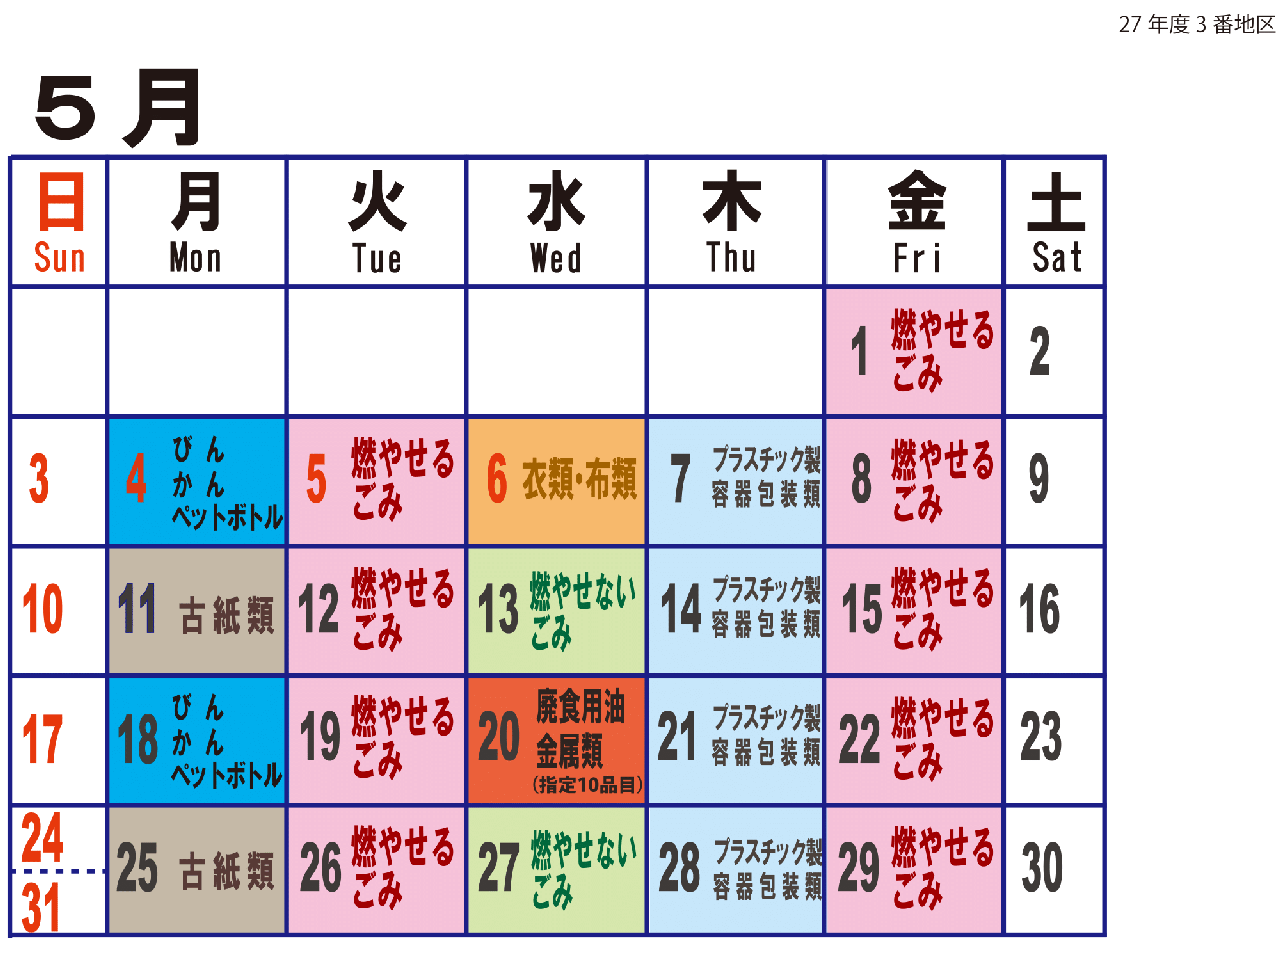 27 年度 3 番地区
５月
日 月 火 水 木 金 土
Sun Mon Tue Wed Thu Fri Sat
1 燃やせる
ごみ
2
3
4 びん
かん
ペットボトル
5 燃やせる
ごみ
6 衣類・布類
7 プラスチック製
容器包装類
8 燃やせる
ごみ
9
10
11 古紙類
12 燃やせる
ごみ
13 燃やせない
ごみ
14 プラスチック製
容器包装類
15 燃やせる
ごみ
16
17
18 びん
かん
ペットボトル
19 燃やせる
ごみ
20 廃食用油
金属類
(指定10品目)
21 プラスチック製
容器包装類
22 燃やせる
ごみ
23
24
31
25 古紙類
26 燃やせる
ごみ
27 燃やせない
ごみ
28 プラスチック製
容器包装類
29 燃やせる
ごみ
30